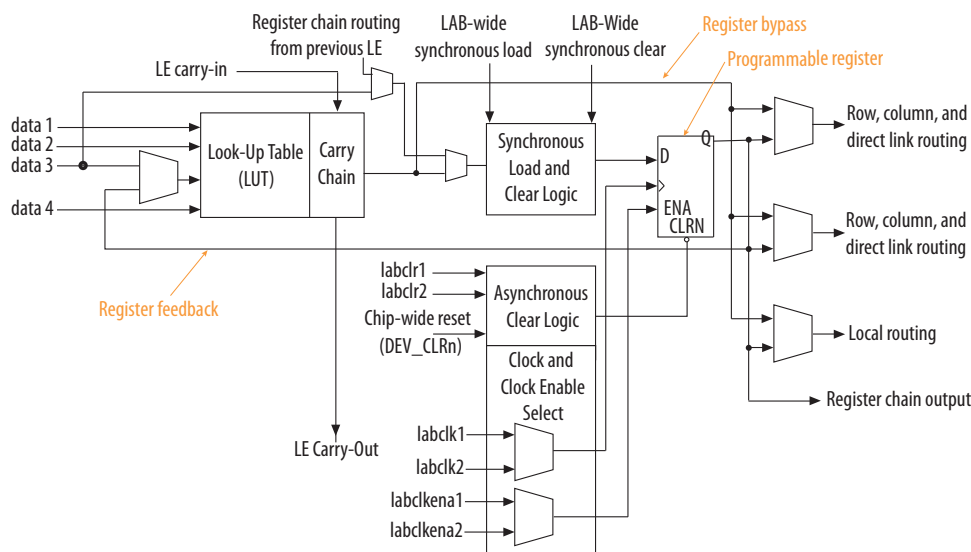 Register chain routing
from previous LE
LAB-wide
synchronous load
LAB-Wide
synchronous clear
Register bypass
Programmable register
LE carry-in
data 1
data 2
data 3
data 4
Look-Up Table
(LUT)
Carry
Chain
Synchronous
Load and
Clear Logic
D
Q
ENA
CLRN
Row, column, and
direct link routing
Row, column, and
direct link routing
Local routing
Register chain output
Register feedback
labclr1
labclr2
Chip-wide reset
(DEV_CLRn)
Asynchronous
Clear Logic
Clock and
Clock Enable
Select
labclk1
labclk2
labclkena1
labclkena2
LE Carry-Out